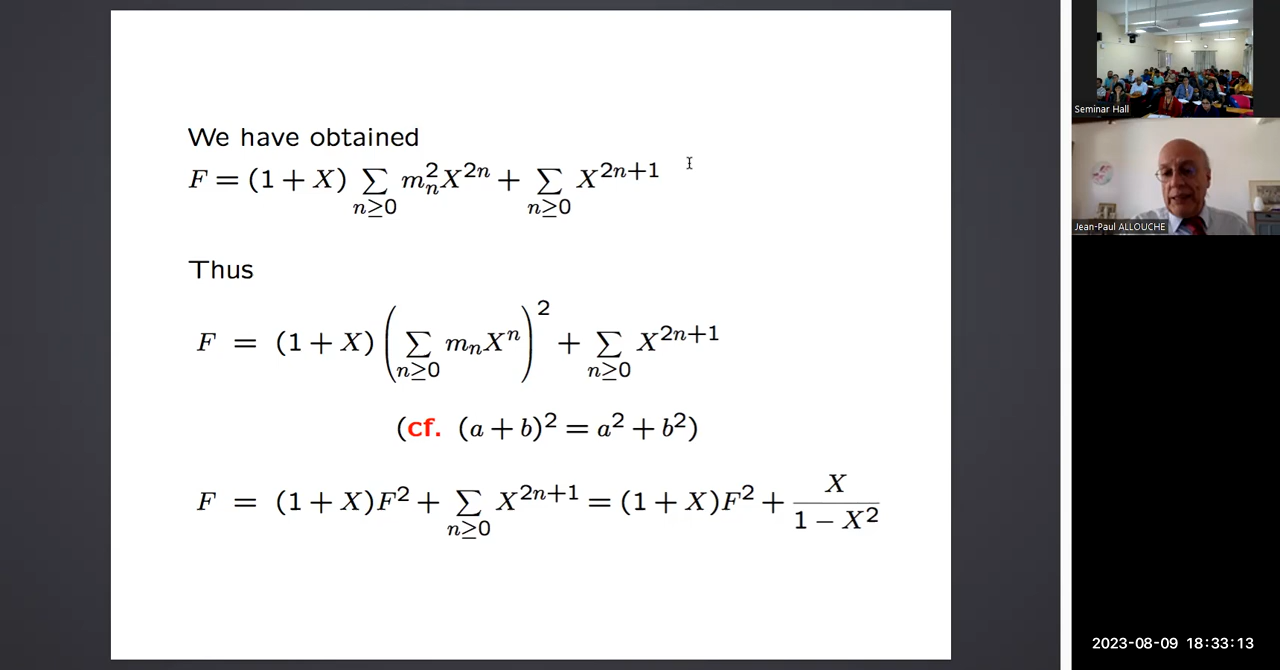 We have obtained
F = (1 + X) ∑_{n≥0} m_n^2 X^{2n} + ∑_{n≥0} X^{2n+1}
Thus
F = (1 + X) ( ∑_{n≥0} m_n X^n )^2 + ∑_{n≥0} X^{2n+1}
(cf. (a + b)^2 = a^2 + b^2)
F = (1 + X)F^2 + ∑_{n≥0} X^{2n+1} = (1 + X)F^2 + \frac{X}{1 − X^2}
Seminar Hall
Jean-Paul ALLOUCHE
2023-08-09 18:33:13